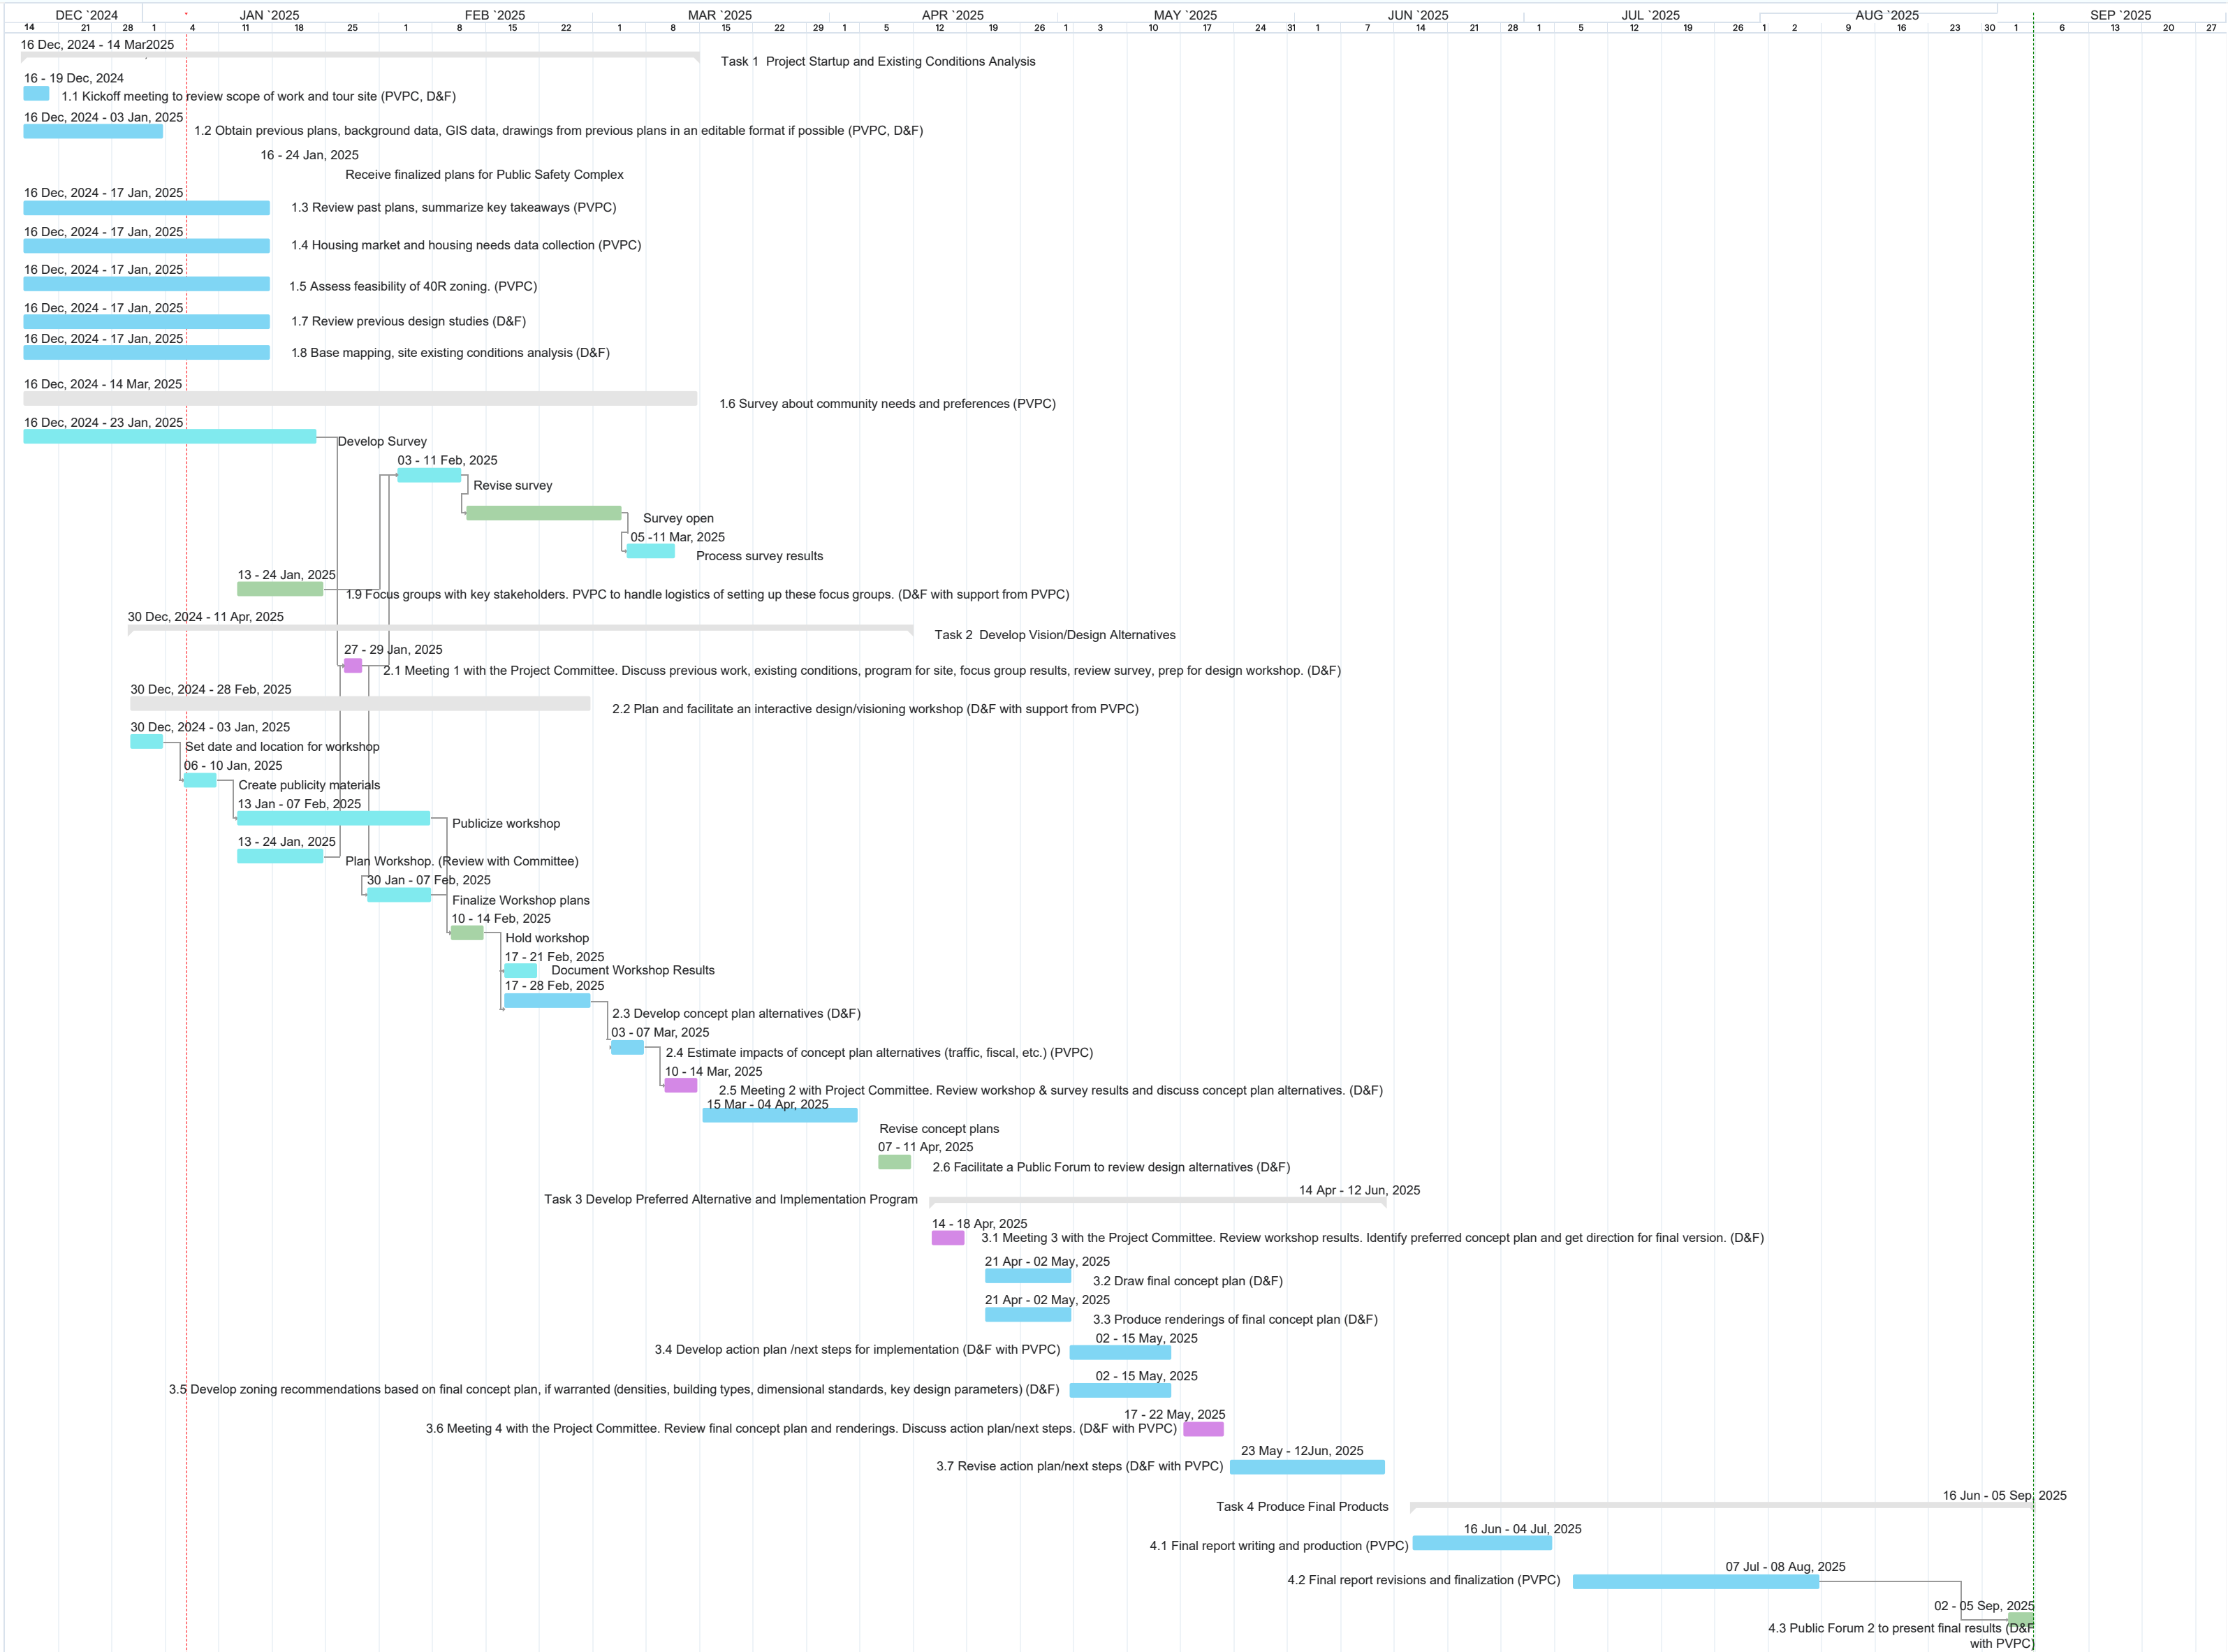 DEC `2024 JAN `2025 FEB `2025 MAR `2025 APR `2025 MAY `2025 JUN `2025 JUL `2025 AUG `2025 SEP `2025
14 21 28 1 4 11 18 25 1 8 15 22 1 8 15 22 29 1 5 12 19 26 1 3 10 17 24 31 1 7 14 21 28 1 5 12 19 26 1 2 9 16 23 30 1 6 13 20 27
16 Dec, 2024 - 14 Mar2025
Task 1 Project Startup and Existing Conditions Analysis
16 - 19 Dec, 2024
1.1 Kickoff meeting to review scope of work and tour site (PVPC, D&F)
16 Dec, 2024 - 03 Jan, 2025
1.2 Obtain previous plans, background data, GIS data, drawings from previous plans in an editable format if possible (PVPC, D&F)
16 - 24 Jan, 2025
Receive finalized plans for Public Safety Complex
16 Dec, 2024 - 17 Jan, 2025
1.3 Review past plans, summarize key takeaways (PVPC)
16 Dec, 2024 - 17 Jan, 2025
1.4 Housing market and housing needs data collection (PVPC)
16 Dec, 2024 - 17 Jan, 2025
1.5 Assess feasibility of 40R zoning. (PVPC)
16 Dec, 2024 - 17 Jan, 2025
1.7 Review previous design studies (D&F)
16 Dec, 2024 - 17 Jan, 2025
1.8 Base mapping, site existing conditions analysis (D&F)
16 Dec, 2024 - 14 Mar, 2025
1.6 Survey about community needs and preferences (PVPC)
16 Dec, 2024 - 23 Jan, 2025
Develop Survey
03 - 11 Feb, 2025
Revise survey
Survey open
05 -11 Mar, 2025
Process survey results
13 - 24 Jan, 2025
1.9 Focus groups with key stakeholders. PVPC to handle logistics of setting up these focus groups. (D&F with support from PVPC)
30 Dec, 2024 - 11 Apr, 2025
Task 2 Develop Vision/Design Alternatives
27 - 29 Jan, 2025
2.1 Meeting 1 with the Project Committee. Discuss previous work, existing conditions, program for site, focus group results, review survey, prep for design workshop. (D&F)
30 Dec, 2024 - 28 Feb, 2025
2.2 Plan and facilitate an interactive design/visioning workshop (D&F with support from PVPC)
30 Dec, 2024 - 03 Jan, 2025
Set date and location for workshop
06 - 10 Jan, 2025
Create publicity materials
13 Jan - 07 Feb, 2025
Publicize workshop
13 - 24 Jan, 2025
Plan Workshop. (Review with Committee)
30 Jan - 07 Feb, 2025
Finalize Workshop plans
10 - 14 Feb, 2025
Hold workshop
17 - 21 Feb, 2025
Document Workshop Results
17 - 28 Feb, 2025
2.3 Develop concept plan alternatives (D&F)
03 - 07 Mar, 2025
2.4 Estimate impacts of concept plan alternatives (traffic, fiscal, etc.) (PVPC)
10 - 14 Mar, 2025
2.5 Meeting 2 with Project Committee. Review workshop & survey results and discuss concept plan alternatives. (D&F)
15 Mar - 04 Apr, 2025
Revise concept plans
07 - 11 Apr, 2025
2.6 Facilitate a Public Forum to review design alternatives (D&F)
14 Apr - 12 Jun, 2025
Task 3 Develop Preferred Alternative and Implementation Program
14 - 18 Apr, 2025
3.1 Meeting 3 with the Project Committee. Review workshop results. Identify preferred concept plan and get direction for final version. (D&F)
21 Apr - 02 May, 2025
3.2 Draw final concept plan (D&F)
21 Apr - 02 May, 2025
3.3 Produce renderings of final concept plan (D&F)
02 - 15 May, 2025
3.4 Develop action plan /next steps for implementation (D&F with PVPC)
02 - 15 May, 2025
3.5 Develop zoning recommendations based on final concept plan, if warranted (densities, building types, dimensional standards, key design parameters) (D&F)
17 - 22 May, 2025
3.6 Meeting 4 with the Project Committee. Review final concept plan and renderings. Discuss action plan/next steps. (D&F with PVPC)
23 May - 12Jun, 2025
3.7 Revise action plan/next steps (D&F with PVPC)
16 Jun - 05 Sep, 2025
Task 4 Produce Final Products
16 Jun - 04 Jul, 2025
4.1 Final report writing and production (PVPC)
07 Jul - 08 Aug, 2025
4.2 Final report revisions and finalization (PVPC)
02 - 05 Sep, 2025
4.3 Public Forum 2 to present final results (D&F
with PVPC)